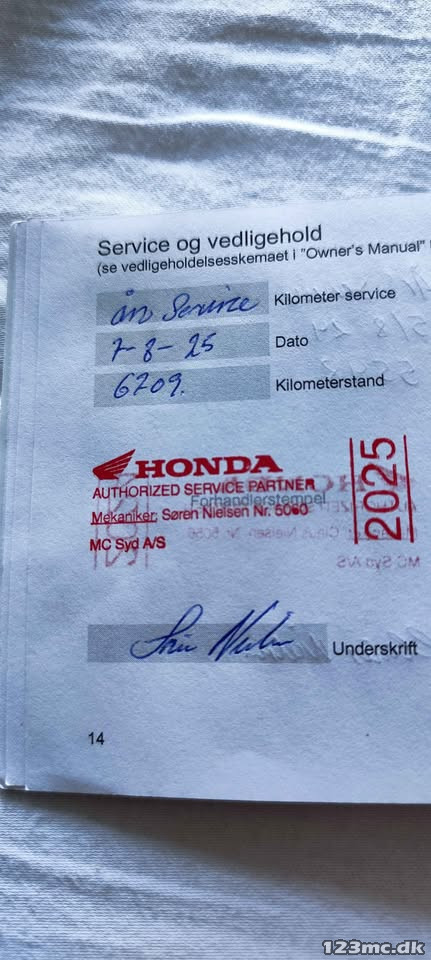 Service og vedligehold
(se vedligeholdelsesskemaet i "Owner's Manual"
Service Kilometer service
7-8-25 Dato
6709. Kilometerstand
HONDA
AUTHORIZED SERVICE PARTNER
Forhandlerstempel
Mekaniker: Søren Nielsen Nr. 5060
MC Syd A/S
2025
Underskrift
14
123mc.dk